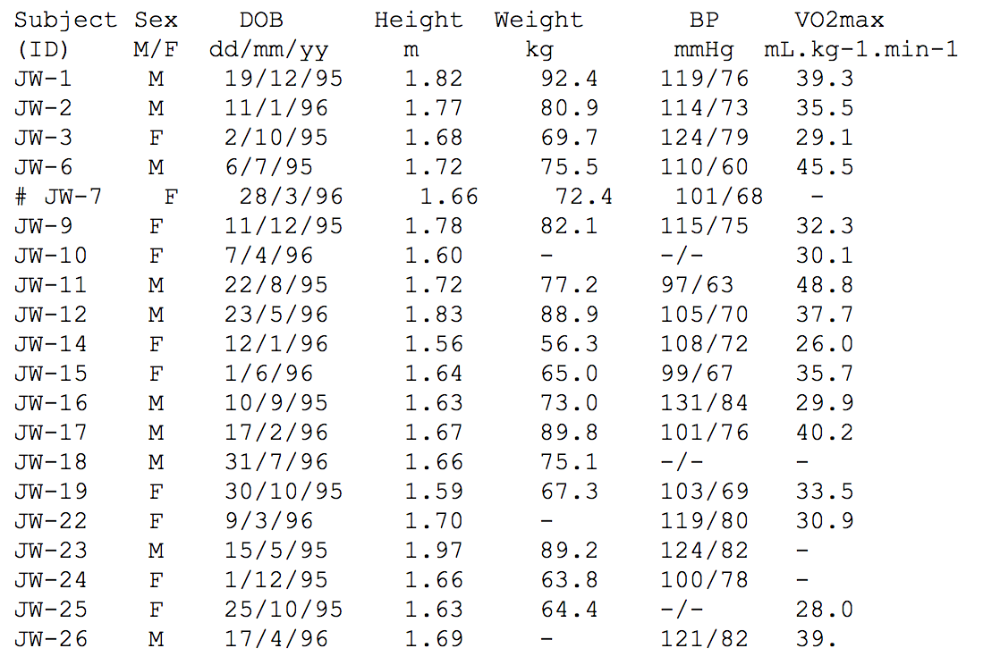 Subject Sex DOB Height Weight BP VO2max
(ID) M/F dd/mm/yy m kg mmHg mL.kg-1.min-1
JW-1 M 19/12/95 1.82 92.4 119/76 39.3
JW-2 M 11/1/96 1.77 80.9 114/73 35.5
JW-3 F 2/10/95 1.68 69.7 124/79 29.1
JW-6 M 6/7/95 1.72 75.5 110/60 45.5
# JW-7 F 28/3/96 1.66 72.4 101/68 -
JW-9 F 11/12/95 1.78 82.1 115/75 32.3
JW-10 F 7/4/96 1.60 - -/- 30.1
JW-11 M 22/8/95 1.72 77.2 97/63 48.8
JW-12 M 23/5/96 1.83 88.9 105/70 37.7
JW-14 F 12/1/96 1.56 56.3 108/72 26.0
JW-15 F 1/6/96 1.64 65.0 99/67 35.7
JW-16 M 10/9/95 1.63 73.0 131/84 29.9
JW-17 M 17/2/96 1.67 89.8 101/76 40.2
JW-18 M 31/7/96 1.66 75.1 -/- -
JW-19 F 30/10/95 1.59 67.3 103/69 33.5
JW-22 F 9/3/96 1.70 - 119/80 30.9
JW-23 M 15/5/95 1.97 89.2 124/82 -
JW-24 F 1/12/95 1.66 63.8 100/78 -
JW-25 F 25/10/95 1.63 64.4 -/- 28.0
JW-26 M 17/4/96 1.69 - 121/82 39.